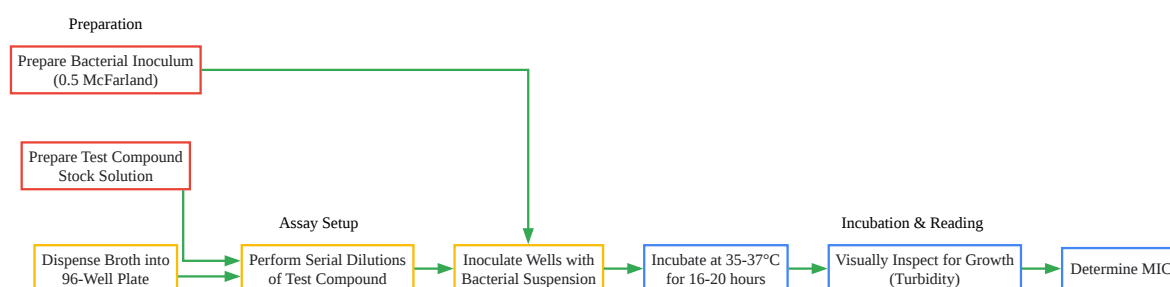 Preparation
Prepare Bacterial Inoculum
(0.5 McFarland)
Prepare Test Compound
Stock Solution
Assay Setup
Incubation & Reading
Dispense Broth into
96-Well Plate
Perform Serial Dilutions
of Test Compound
Inoculate Wells with
Bacterial Suspension
Incubate at 35-37°C
for 16-20 hours
Visually Inspect for Growth
(Turbidity)
Determine MIC